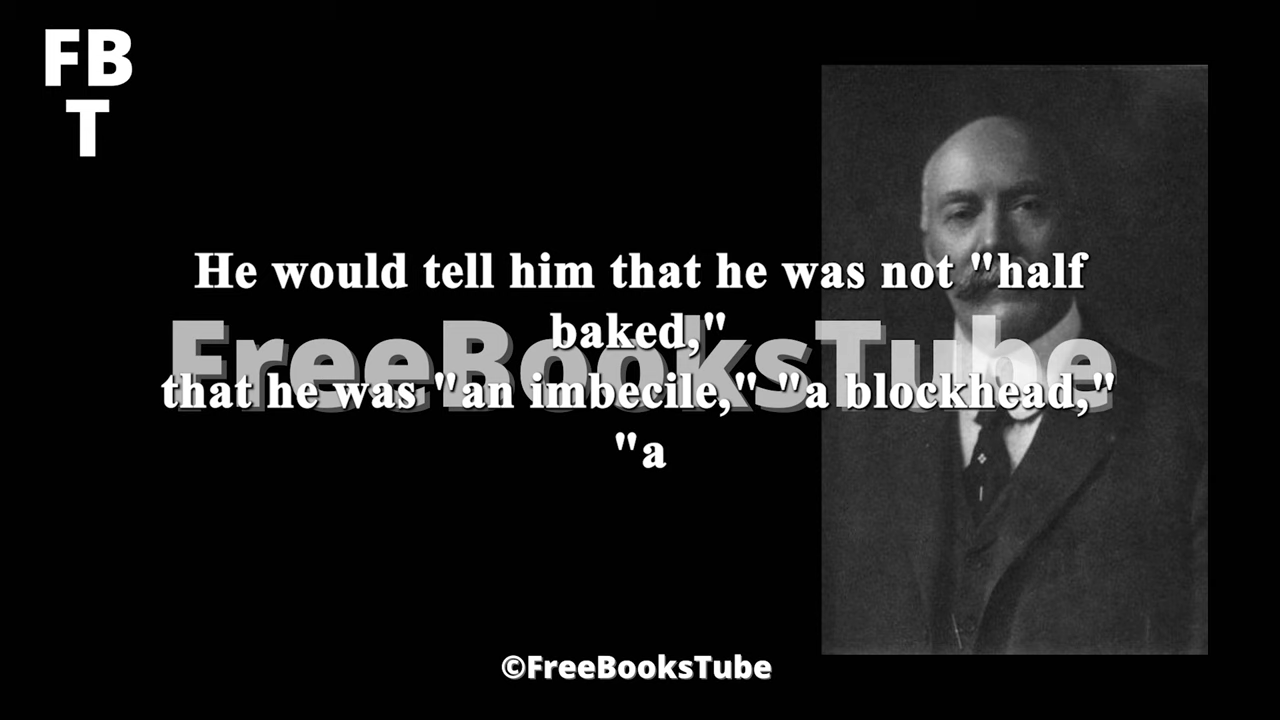 FB
T
He would tell him that he was not "half
baked,"
FreeBooksTube
that he was "an imbecile," "a blockhead,"
"a
©FreeBooksTube